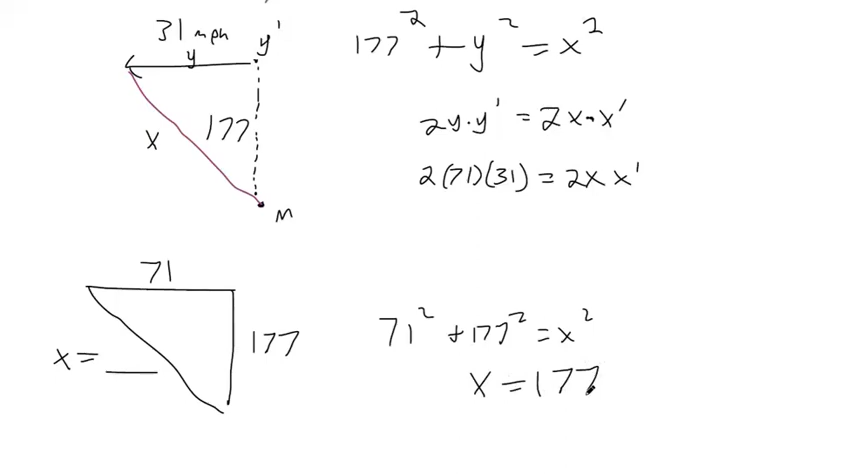 31 mph
y y'
177
x
M
177² + y² = x²
2y·y' = 2x·x'
2(71)(31) = 2x x'
71
177
x = ___
71² + 177² = x²
x = 177